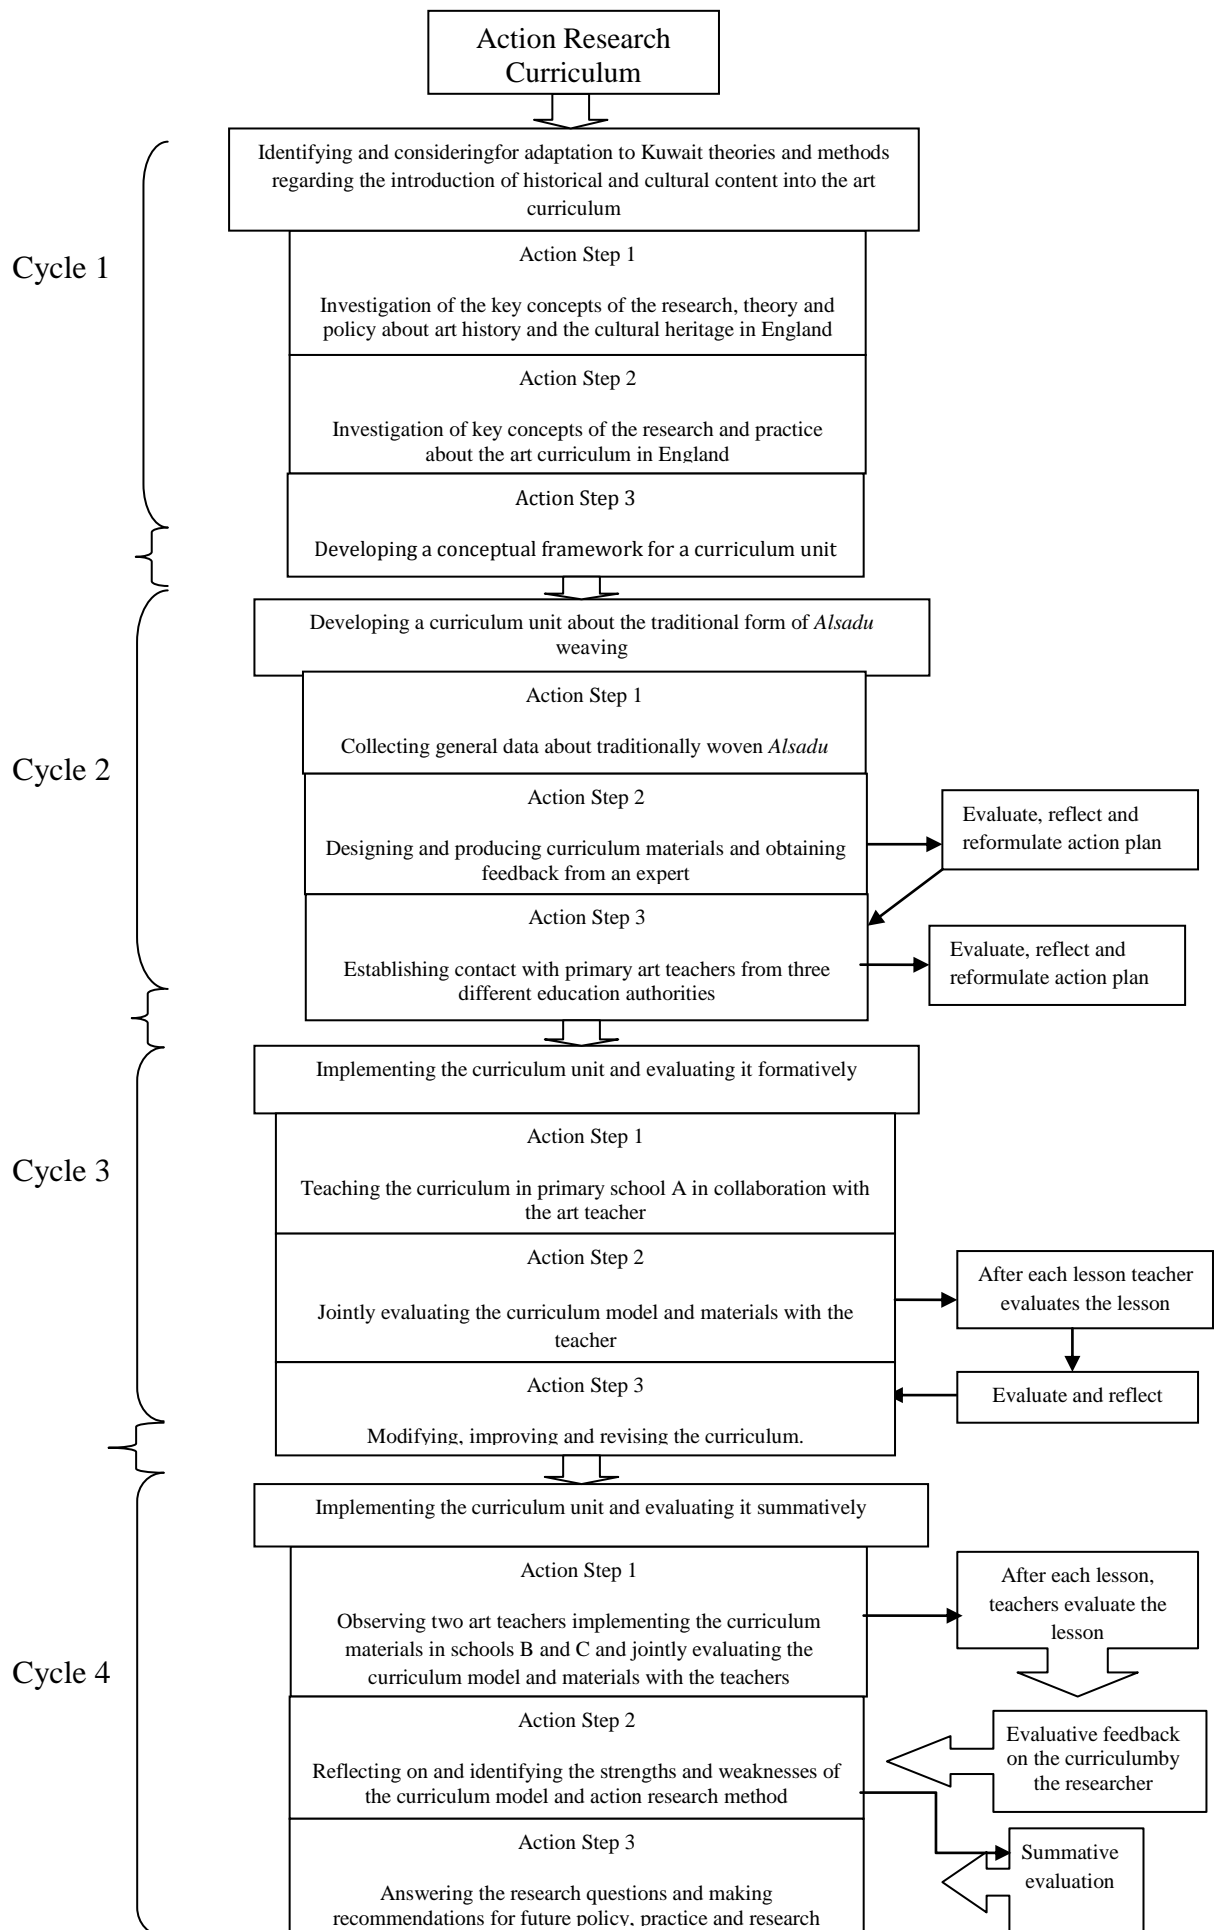 Action Research
Curriculum
Identifying and consideringfor adaptation to Kuwait theories and methods
regarding the introduction of historical and cultural content into the art
curriculum
Cycle 1
Action Step 1
Investigation of the key concepts of the research, theory and
policy about art history and the cultural heritage in England
Action Step 2
Investigation of key concepts of the research and practice
about the art curriculum in England
Action Step 3
Developing a conceptual framework for a curriculum unit
Developing a curriculum unit about the traditional form of Alsadu
weaving
Cycle 2
Action Step 1
Collecting general data about traditionally woven Alsadu
Action Step 2
Designing and producing curriculum materials and obtaining
feedback from an expert
Evaluate, reflect and
reformulate action plan
Action Step 3
Establishing contact with primary art teachers from three
different education authorities
Evaluate, reflect and
reformulate action plan
Implementing the curriculum unit and evaluating it formatively
Cycle 3
Action Step 1
Teaching the curriculum in primary school A in collaboration with
the art teacher
Action Step 2
Jointly evaluating the curriculum model and materials with the
teacher
After each lesson teacher
evaluates the lesson
Evaluate and reflect
Action Step 3
Modifying, improving and revising the curriculum.
Implementing the curriculum unit and evaluating it summatively
Cycle 4
Action Step 1
Observing two art teachers implementing the curriculum
materials in schools B and C and jointly evaluating the
curriculum model and materials with the teachers
After each lesson,
teachers evaluate the
lesson
Evaluative feedback
on the curriculumby
the researcher
Action Step 2
Reflecting on and identifying the strengths and weaknesses of
the curriculum model and action research method
Summative
evaluation
Action Step 3
Answering the research questions and making
recommendations for future policy, practice and research